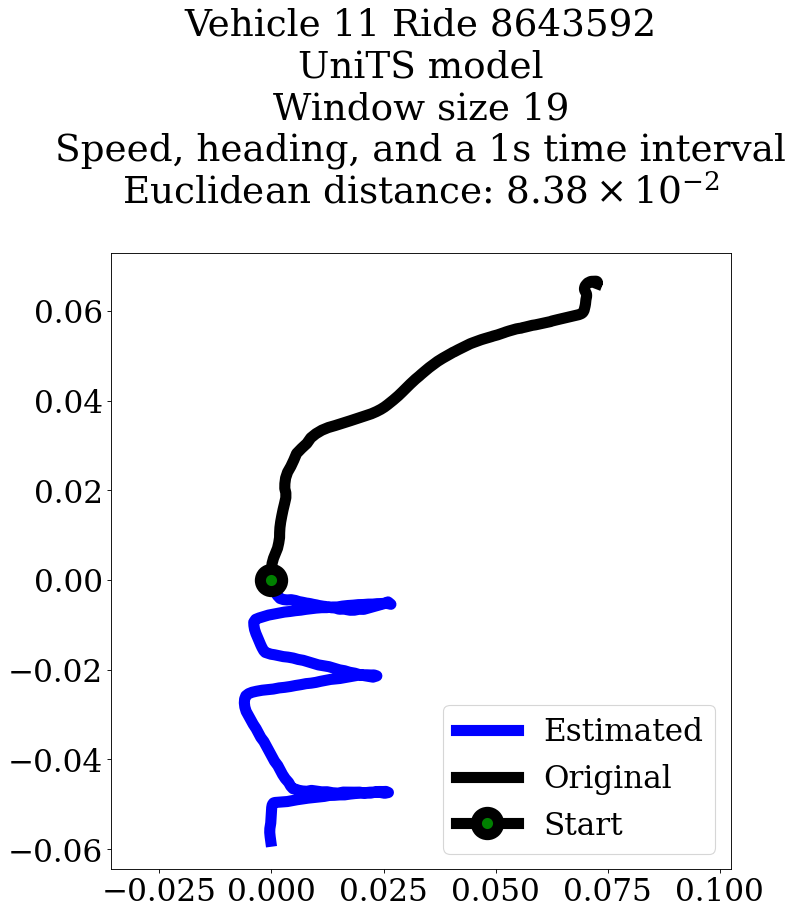 Vehicle 11 Ride 8643592
UniTS model
Window size 19
Speed, heading, and a 1s time interval
Euclidean distance: 8.38 × 10⁻²
0.06
0.04
0.02
0.00
−0.02
−0.04
−0.06
Estimated
Original
Start
−0.025 0.000 0.025 0.050 0.075 0.100